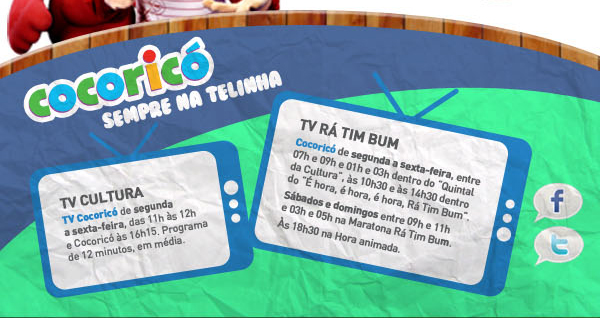 cocoricó
SEMPRE NA TELINHA
TV CULTURA
TV Cocoricó de segunda
a sexta-feira, das 11h às 12h
e Cocoricó às 16h15. Programa
de 12 minutos, em média.
TV RÁ TIM BUM
Cocoricó de segunda a sexta-feira, entre
07h e 09h e 01h e 03h dentro do "Quintal
da Cultura". às 10h30 e às 14h30 dentro
do "É hora, é hora, é hora, Rá Tim Bum".
Sábados e domingos entre 09h e 11h
e 03h e 05h na Maratona Rá Tim Bum.
Às 18h30 na Hora animada.
f
t